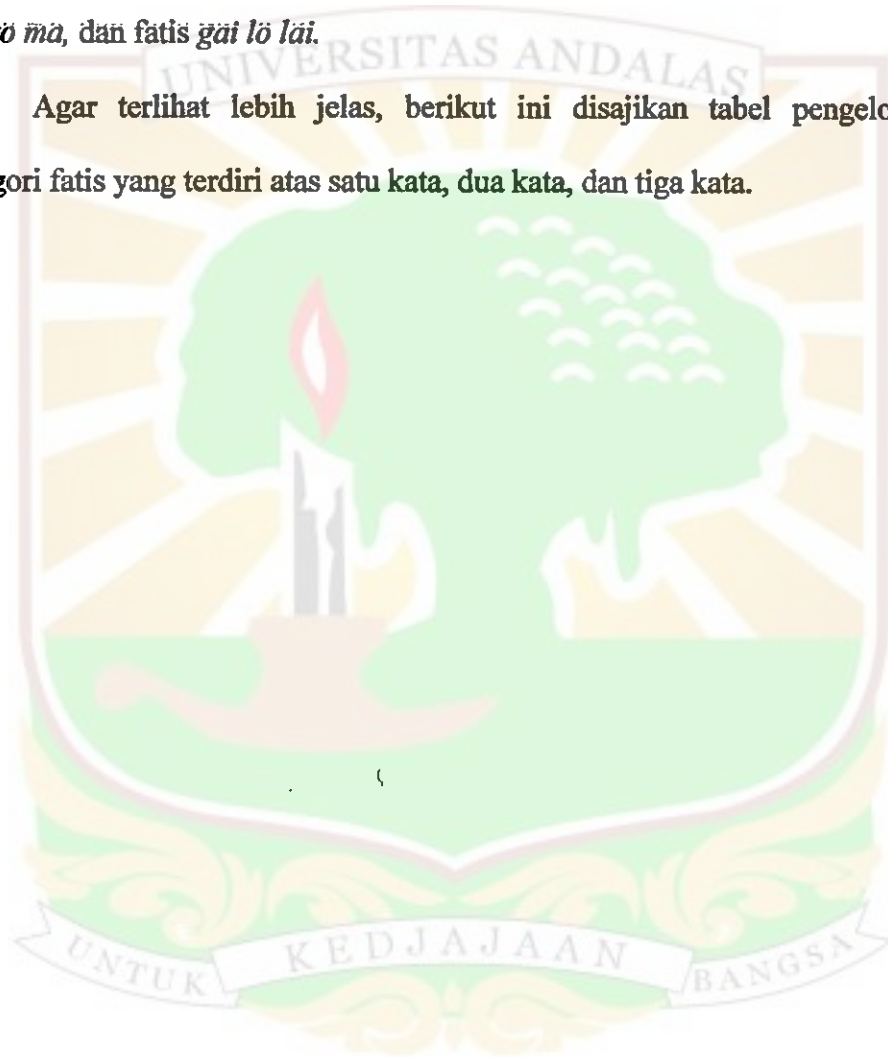 ma, dan fatis gai lo lai.
UNIVERSITAS ANDALAS
Agar terlihat lebih jelas, berikut ini disajikan tabel pengelo
gori fatis yang terdiri atas satu kata, dua kata, dan tiga kata.
UNTUK KEDJAJAAN BANGSA